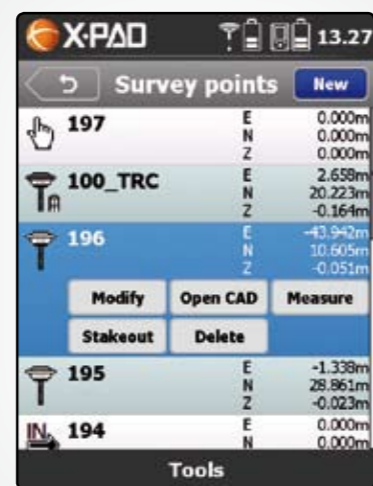 X-PAD 13.27
Survey points New
197 E 0.000m
N 0.000m
Z 0.000m
100_TRC E 2.658m
N 20.223m
Z -0.164m
196 E -43.942m
N 10.605m
Z -0.051m
Modify Open CAD Measure
Stakeout Delete
195 E -1.338m
N 28.861m
Z -0.023m
IN. 194 E 0.000m
N 0.000m
Tools